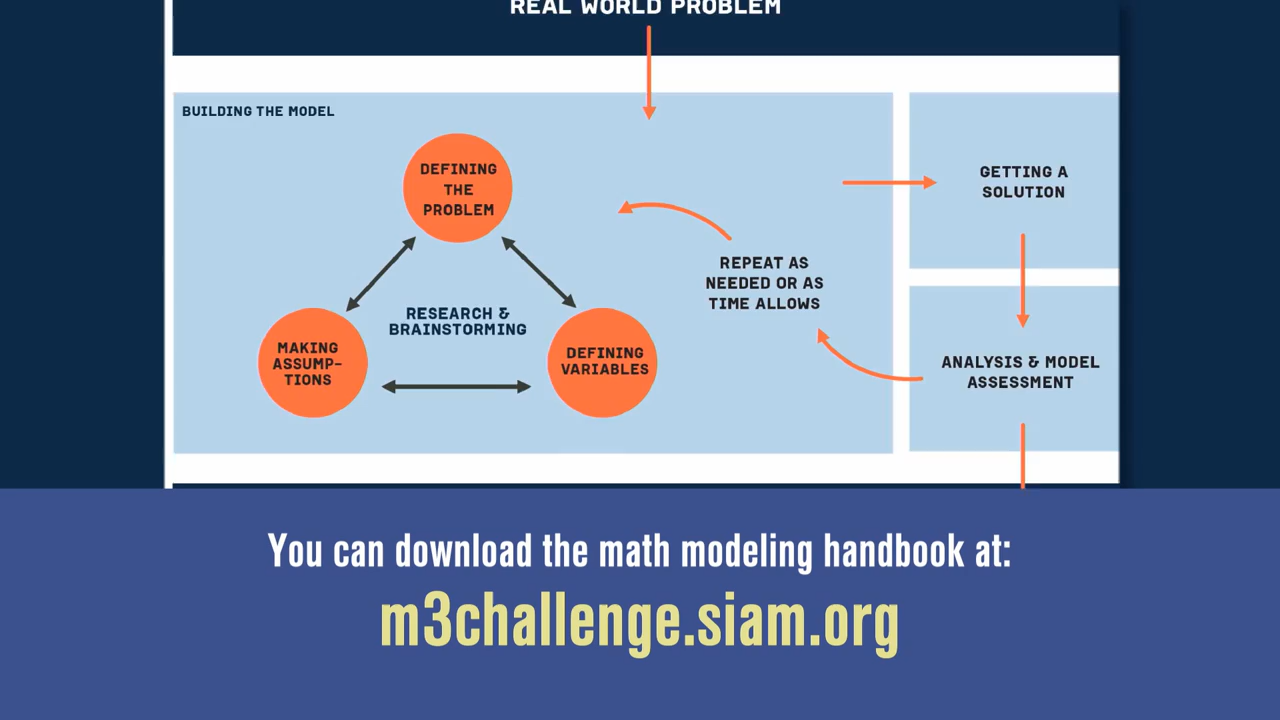 REAL WORLD PROBLEM
BUILDING THE MODEL
DEFINING
THE
PROBLEM
MAKING
ASSUMP-
TIONS
RESEARCH &
BRAINSTORMING
DEFINING
VARIABLES
REPEAT AS
NEEDED OR AS
TIME ALLOWS
GETTING A
SOLUTION
ANALYSIS & MODEL
ASSESSMENT
You can download the math modeling handbook at:
m3challenge.siam.org